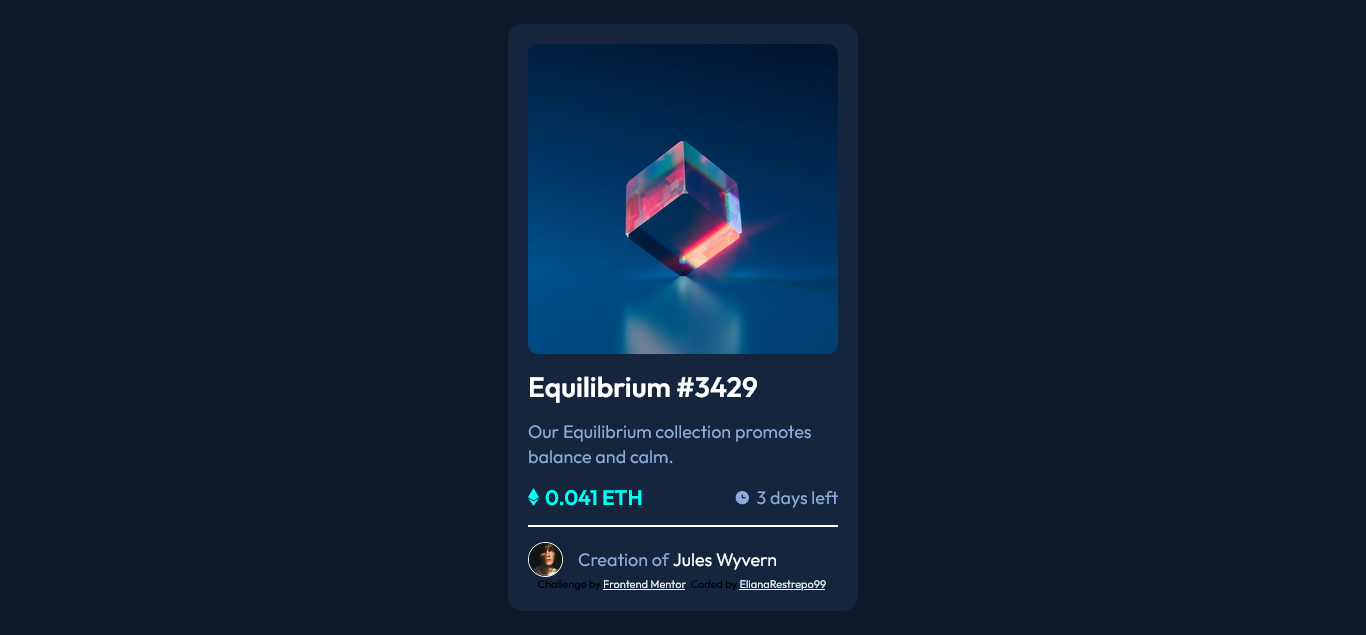 Equilibrium #3429
Our Equilibrium collection promotes
balance and calm.
0.041 ETH 3 days left
Creation of Jules Wyvern
Challenge by Frontend Mentor. Coded by ElianaRestrepo99.